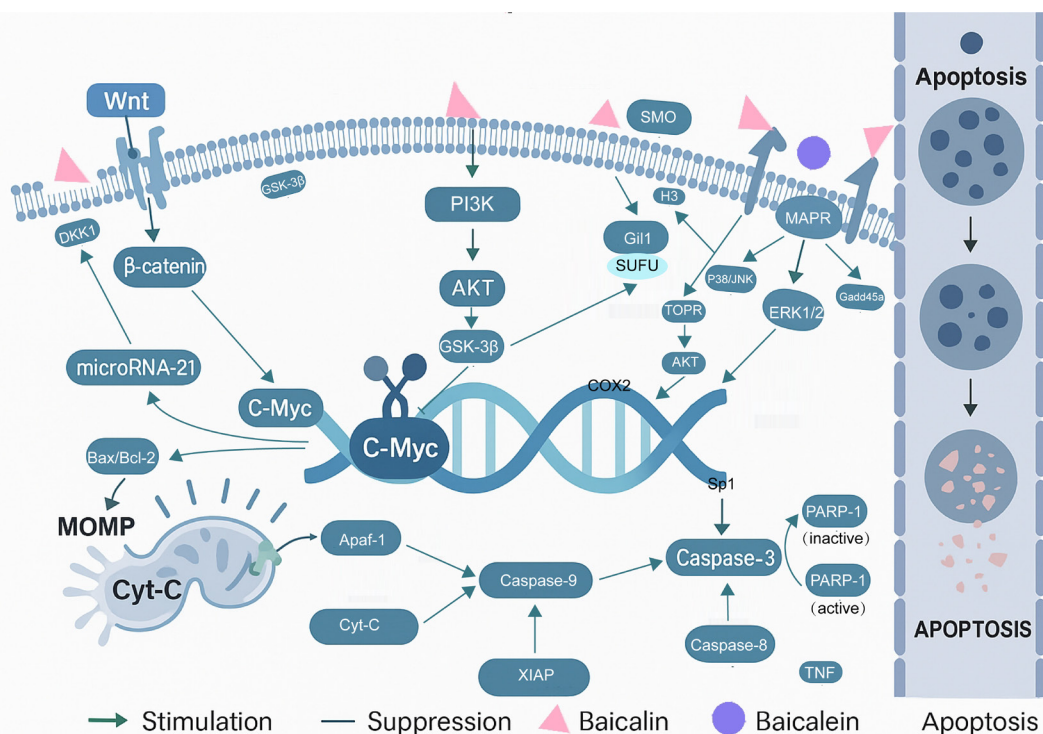 Wnt
SMO
Apoptosis
GSK-3β
H3
DKK1
PI3K
MAPR
Gil1
SUFU
β-catenin
P38/JNK
AKT
Gadd45a
TOPR
ERK1/2
GSK-3β
microRNA-21
AKT
COX2
C-Myc
C-Myc
Bax/Bcl-2
Sp1
MOMP
PARP-1
(inactive)
Apaf-1
Caspase-3
Caspase-9
PARP-1
(active)
Cyt-C
Cyt-C
APOPTOSIS
Caspase-8
XIAP
TNF
Stimulation
Suppression
Baicalin
Baicalein
Apoptosis